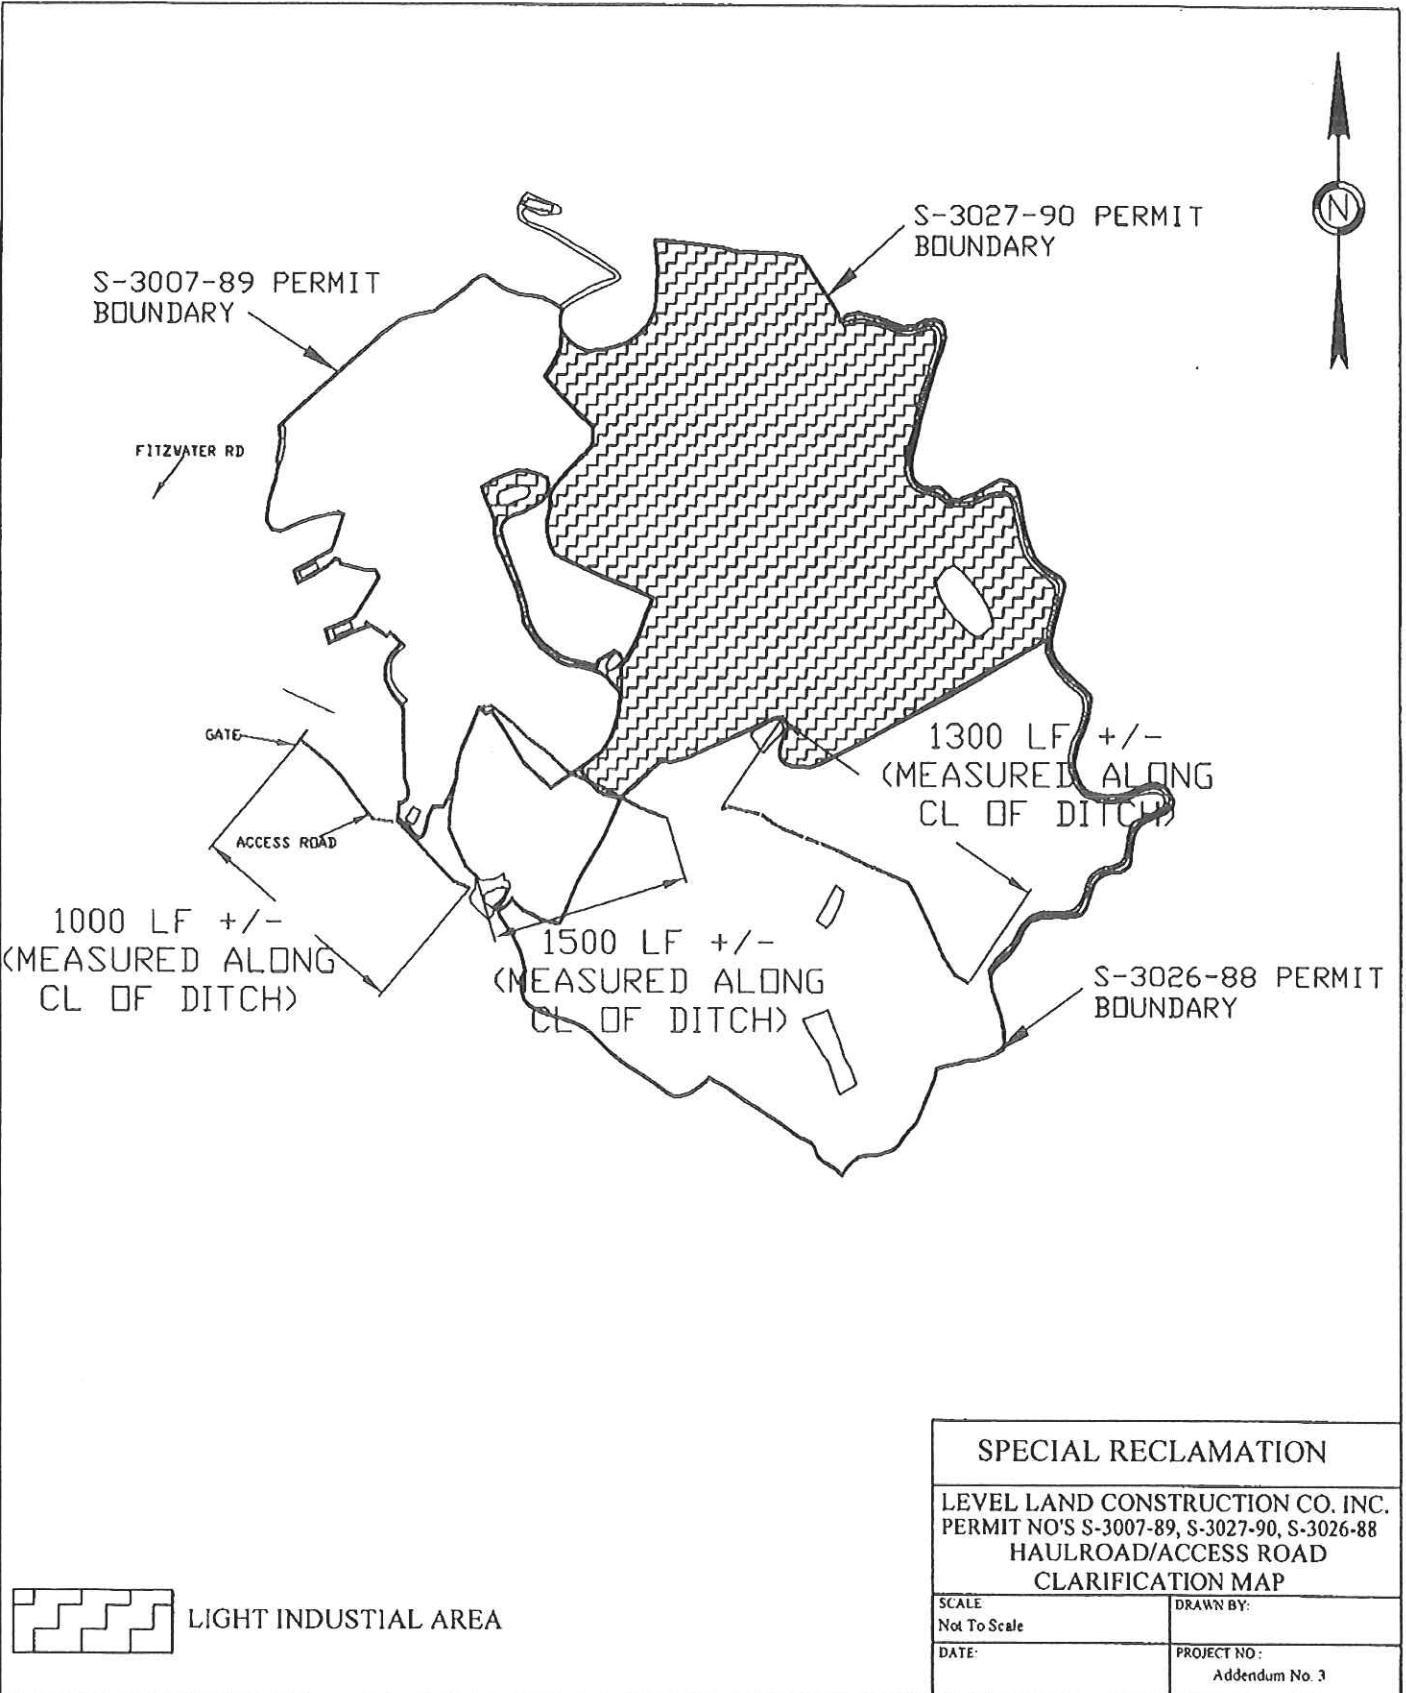 S-3027-90 PERMIT
BOUNDARY
N
S-3007-89 PERMIT
BOUNDARY
FITZWATER RD
GATE
ACCESS ROAD
1300 LF +/-
(MEASURED ALONG
CL OF DITCH)
1000 LF +/-
(MEASURED ALONG
CL OF DITCH)
1500 LF +/-
(MEASURED ALONG
CL OF DITCH)
S-3026-88 PERMIT
BOUNDARY
SPECIAL RECLAMATION
LEVEL LAND CONSTRUCTION CO. INC.
PERMIT NO'S S-3007-89, S-3027-90, S-3026-88
HAULROAD/ACCESS ROAD
CLARIFICATION MAP
SCALE
Not To Scale
DRAWN BY:
DATE:
PROJECT NO:
Addendum No. 3
LIGHT INDUSTIAL AREA